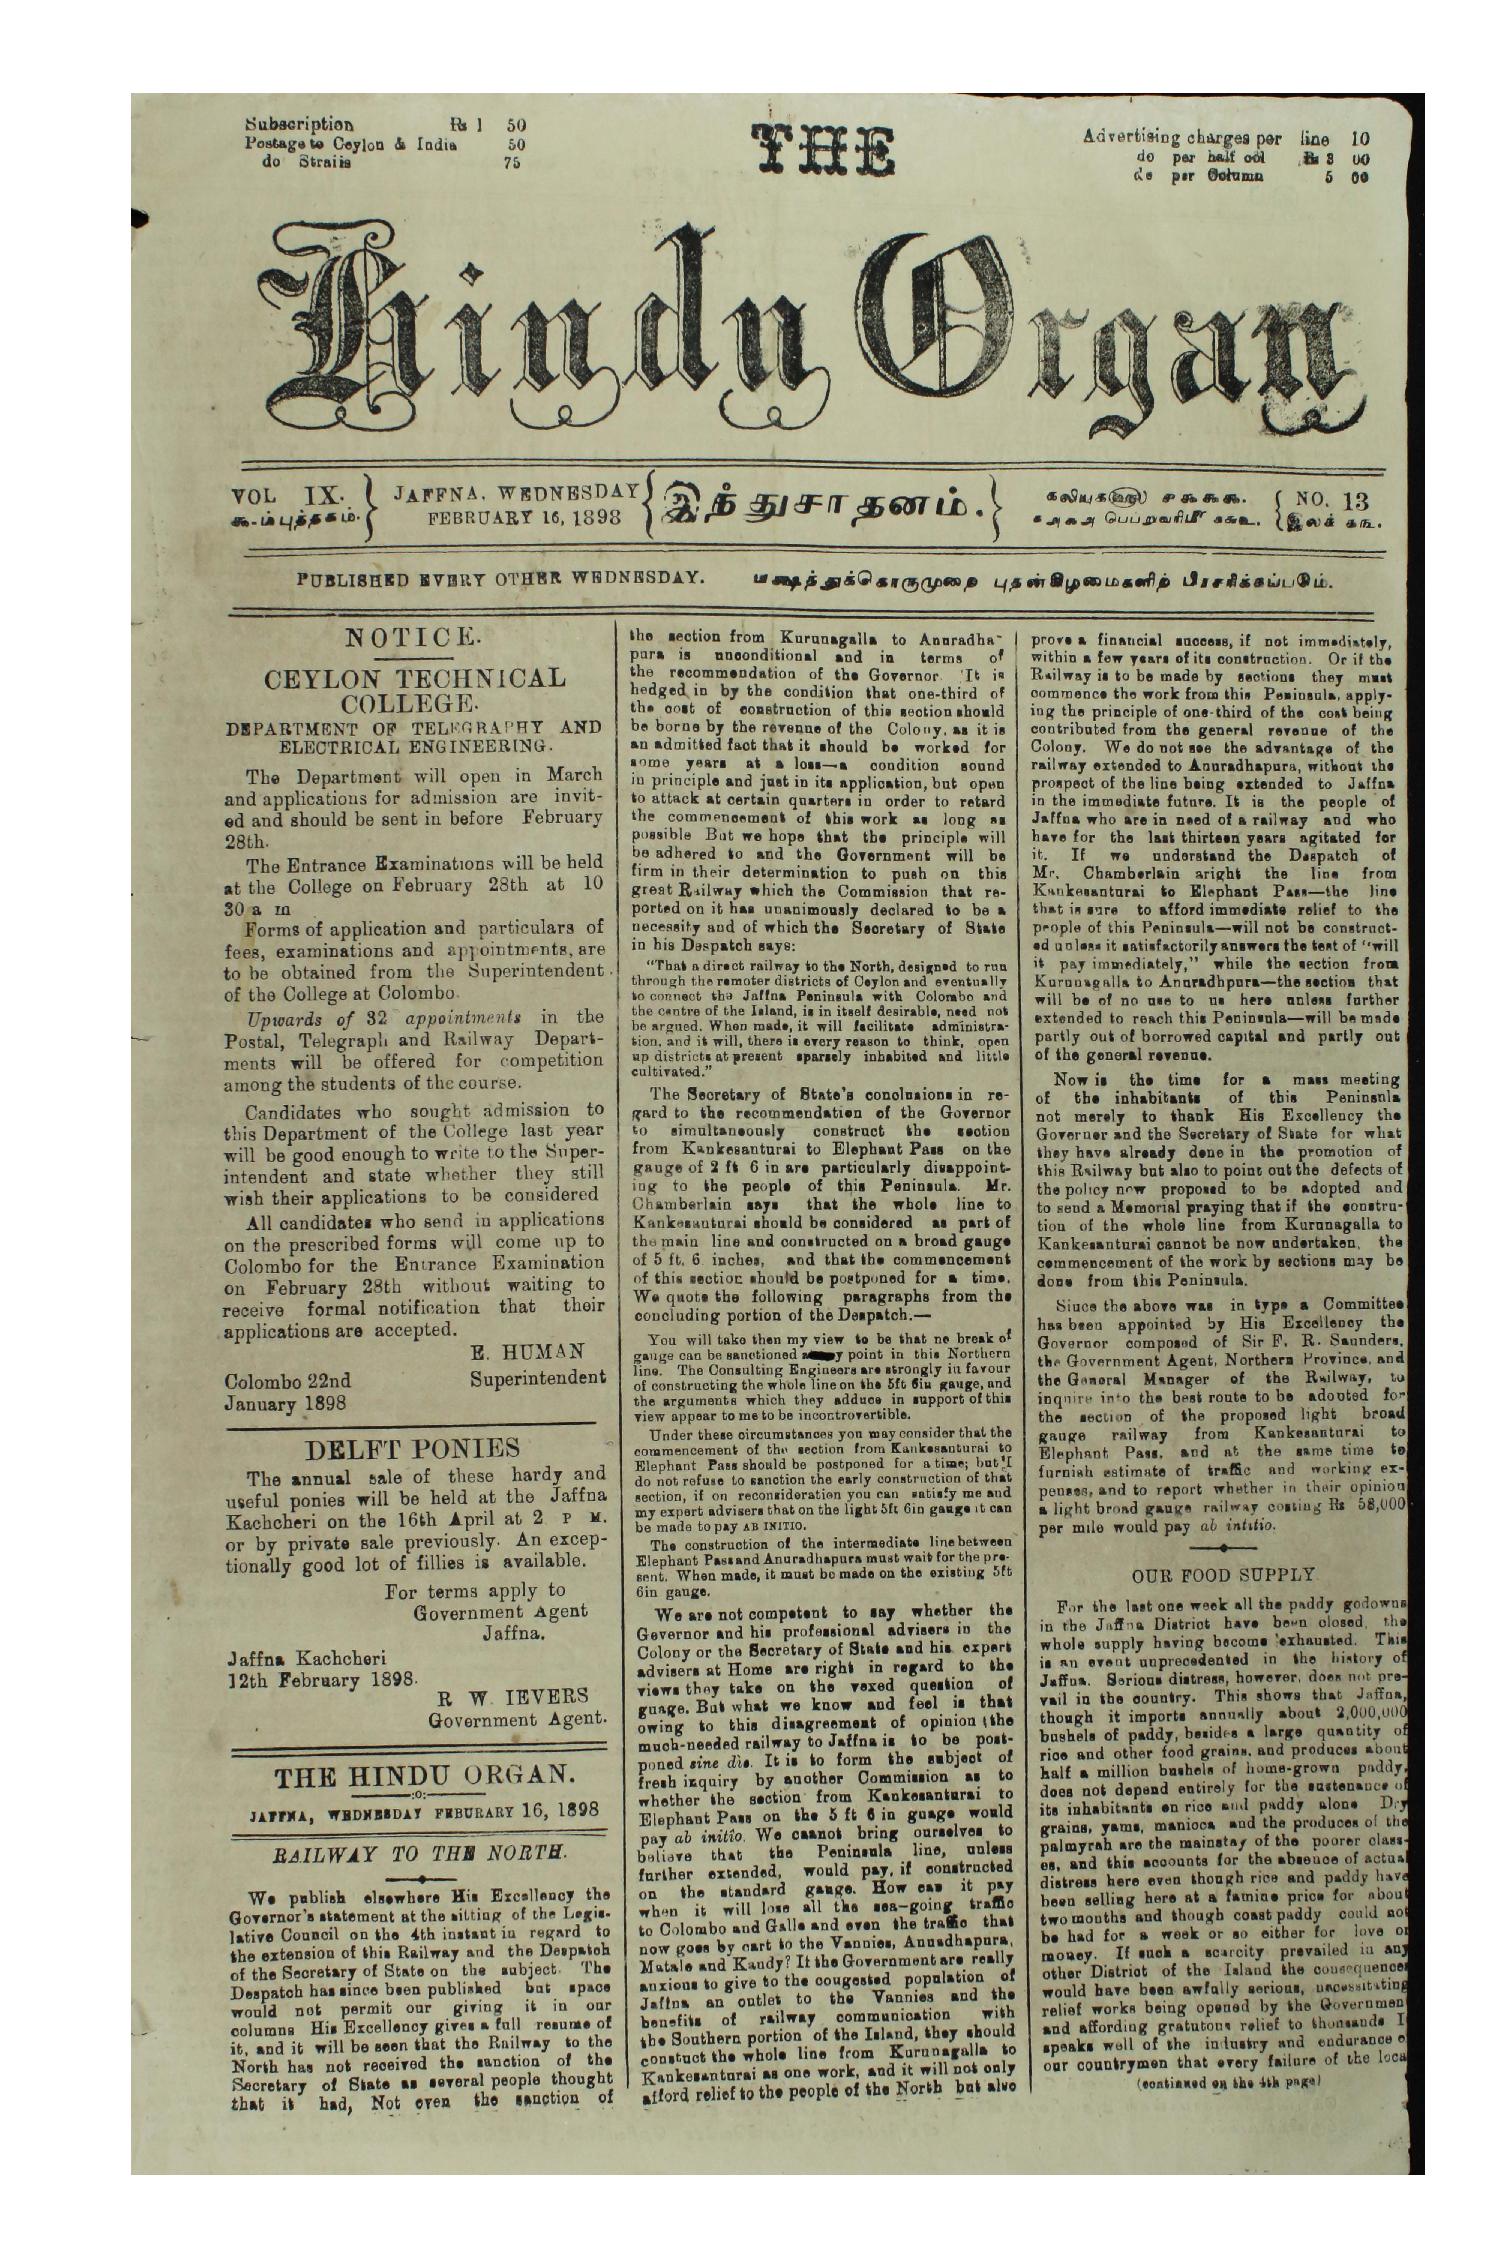 Subscription Rs 1 50
Postage to Ceylon & India 50
do Straits 75
THE
Advertising charges per line 10
do per half col Rs 3 00
do per Column 5 00
Hindu Organ
VOL IX.
JAFFNA, WEDNESDAY
FEBRUARY 16, 1898
இந்துசாதனம்.
NO. 13
PUBLISHED EVERY OTHER WEDNESDAY.
பக்ஷத்துக்கொருமுறை புதன்கிழமைகளிற் பிரசரிக்கப்படும்.
NOTICE.
CEYLON TECHNICAL
COLLEGE.
DEPARTMENT OF TELEGRAPHY AND
ELECTRICAL ENGINEERING.
The Department will open in March
and applications for admission are invit-
ed and should be sent in before February
28th.
The Entrance Examinations will be held
at the College on February 28th at 10
30 a m
Forms of application and particulars of
fees, examinations and appointments, are
to be obtained from the Superintendent
of the College at Colombo.
Upwards of 32 appointments in the
Postal, Telegraph and Railway Depart-
ments will be offered for competition
among the students of the course.
Candidates who sought admission to
this Department of the College last year
will be good enough to write to the Super-
intendent and state whether they still
wish their applications to be considered
All candidates who send in applications
on the prescribed forms will come up to
Colombo for the Entrance Examination
on February 28th without waiting to
receive formal notification that their
applications are accepted.
E. HUMAN
Colombo 22nd Superintendent
January 1898
DELFT PONIES
The annual sale of these hardy and
useful ponies will be held at the Jaffna
Kachcheri on the 16th April at 2 P M.
or by private sale previously. An excep-
tionally good lot of fillies is available.
For terms apply to
Government Agent
Jaffna.
Jaffna Kachcheri
12th February 1898.
R W. IEVERS
Government Agent.
THE HINDU ORGAN.
:o:
JAFFNA, WEDNESDAY FEBURARY 16, 1898
RAILWAY TO THE NORTH.
We publish elsewhere His Excellency the
Governor's statement at the sitting of the Legis-
lative Council on the 4th instant in regard to
the extension of this Railway and the Despatch
of the Secretary of State on the subject. The
Despatch has since been published but space
would not permit our giving it in our
columns His Excellency gives a full resume of
it, and it will be seen that the Railway to the
North has not received the sanction of the
Secretary of State as several people thought
that it had, Not even the sanction of
the section from Kurunagalla to Anuradha-
pura is unconditional and in terms of
the recommendation of the Governor. It is
hedged in by the condition that one-third of
the cost of construction of this section should
be borne by the revenue of the Colony, as it is
an admitted fact that it should be worked for
some years at a loss—a condition sound
in principle and just in its application, but open
to attack at certain quarters in order to retard
the commencement of this work as long as
possible But we hope that the principle will
be adhered to and the Government will be
firm in their determination to push on this
great Railway which the Commission that re-
ported on it has unanimously declared to be a
necessity and of which the Secretary of State
in his Despatch says:
"That a direct railway to the North, designed to run
through the remoter districts of Ceylon and eventually
to connect the Jaffna Peninsula with Colombo and
the centre of the Island, is in itself desirable, need not
be argued. When made, it will facilitate administra-
tion, and it will, there is every reason to think, open
up districts at present sparsely inhabited and little
cultivated."
The Secretary of State's conclusions in re-
gard to the recommendation of the Governor
to simultaneously construct the section
from Kankesanturai to Elephant Pass on the
gauge of 2 ft 6 in are particularly disappoint-
ing to the people of this Peninsula. Mr.
Chamberlain says that the whole line to
Kankesanturai should be considered as part of
the main line and constructed on a broad gauge
of 5 ft. 6 inches, and that the commencement
of this section should be postponed for a time.
We quote the following paragraphs from the
concluding portion of the Despatch.—
You will take then my view to be that no break of
gauge can be sanctioned point in this Northern
line. The Consulting Engineers are strongly in favour
of constructing the whole line on the 5ft 6in gauge, and
the arguments which they adduce in support of this
view appear to me to be incontrovertible.
Under these circumstances you may consider that the
commencement of the section from Kankesanturai to
Elephant Pass should be postponed for a time; but I
do not refuse to sanction the early construction of that
section, if on reconsideration you can satisfy me and
my expert advisers that on the light 5ft 6in gauge it can
be made to pay AB INITIO.
The construction of the intermediate line between
Elephant Pass and Anuradhapura must wait for the pre-
sent. When made, it must be made on the existing 5ft
6in gauge.
We are not competent to say whether the
Governor and his professional advisers in the
Colony or the Secretary of State and his expert
advisers at Home are right in regard to the
views they take on the vexed question of
guage. But what we know and feel is that
owing to this disagreement of opinion the
much-needed railway to Jaffna is to be post-
poned sine die. It is to form the subject of
fresh inquiry by another Commission as to
whether the section from Kankesanturai to
Elephant Pass on the 5 ft 6 in guage would
pay ab initio. We cannot bring ourselves to
believe that the Peninsula line, unless
further extended, would pay, if constructed
on the standard gauge. How can it pay
when it will lose all the sea-going traffic
to Colombo and Galle and even the traffic that
now goes by cart to the Vannies, Anuadhapura,
Matale and Kandy? If the Government are really
anxious to give to the congested population of
Jaffna an outlet to the Vannies and the
benefits of railway communication with
the Southern portion of the Island, they should
constuct the whole line from Kurunagalla to
Kankesanturai as one work, and it will not only
afford relief to the people of the North but also
prove a financial success, if not immediately,
within a few years of its construction. Or if the
Railway is to be made by sections they must
commence the work from this Peninsula, apply-
ing the principle of one-third of the cost being
contributed from the general revenue of the
Colony. We do not see the advantage of the
railway extended to Anuradhapura, without the
prospect of the line being extended to Jaffna
in the immediate future. It is the people of
Jaffna who are in need of a railway and who
have for the last thirteen years agitated for
it. If we understand the Despatch of
Mr. Chamberlain aright the line from
Kankesanturai to Elephant Pass—the line
that is sure to afford immediate relief to the
people of this Peninsula—will not be construct-
ed unless it satisfactorily answers the test of "will
it pay immediately," while the section from
Kurunagalla to Anuradhpura—the section that
will be of no use to us here unless further
extended to reach this Peninsula—will be made
partly out of borrowed capital and partly out
of the general revenue.
Now is the time for a mass meeting
of the inhabitants of this Peninsula
not merely to thank His Excellency the
Governor and the Secretary of State for what
they have already done in the promotion of
this Railway but also to point out the defects of
the policy now proposed to be adopted and
to send a Memorial praying that if the constru-
tion of the whole line from Kurunagalla to
Kankesanturai cannot be now undertaken, the
commencement of the work by sections may be
done from this Peninsula.
Since the above was in type a Committee
has been appointed by His Excellency the
Governor composed of Sir F. R. Saunders,
the Government Agent, Northern Province, and
the General Manager of the Railway, to
inquire into the best route to be adopted for
the section of the proposed light broad
gauge railway from Kankesanturai to
Elephant Pass, and at the same time to
furnish estimate of traffic and working ex-
penses, and to report whether in their opinion
a light broad gauge railway costing Rs 58,000
per mile would pay ab intitio.
OUR FOOD SUPPLY
For the last one week all the paddy godowns
in the Jaffna District have been closed, the
whole supply having become exhausted. This
is an event unprecedented in the history of
Jaffna. Serious distress, however, does not pre-
vail in the country. This shows that Jaffna,
though it imports annually about 2,000,000
bushels of paddy, besides a large quantity of
rice and other food grains, and produces about
half a million bushels of home-grown paddy,
does not depend entirely for the sustenance of
its inhabitants on rice and paddy alone Dry
grains, yams, manioca and the produces of the
palmyrah are the mainstay of the poorer class-
es, and this accounts for the absence of actual
distress here even though rice and paddy have
been selling here at a famine price for about
two months and though coast paddy could not
be had for a week or so either for love or
money. If such a scarcity prevailed in any
other District of the Island the consequences
would have been awfully serious, necessitating
relief works being opened by the Governmen
and affording gratutous relief to thousands I
speaks well of the industry and endurance o
our countrymen that every failure of the loca
(continued on the 4th page)